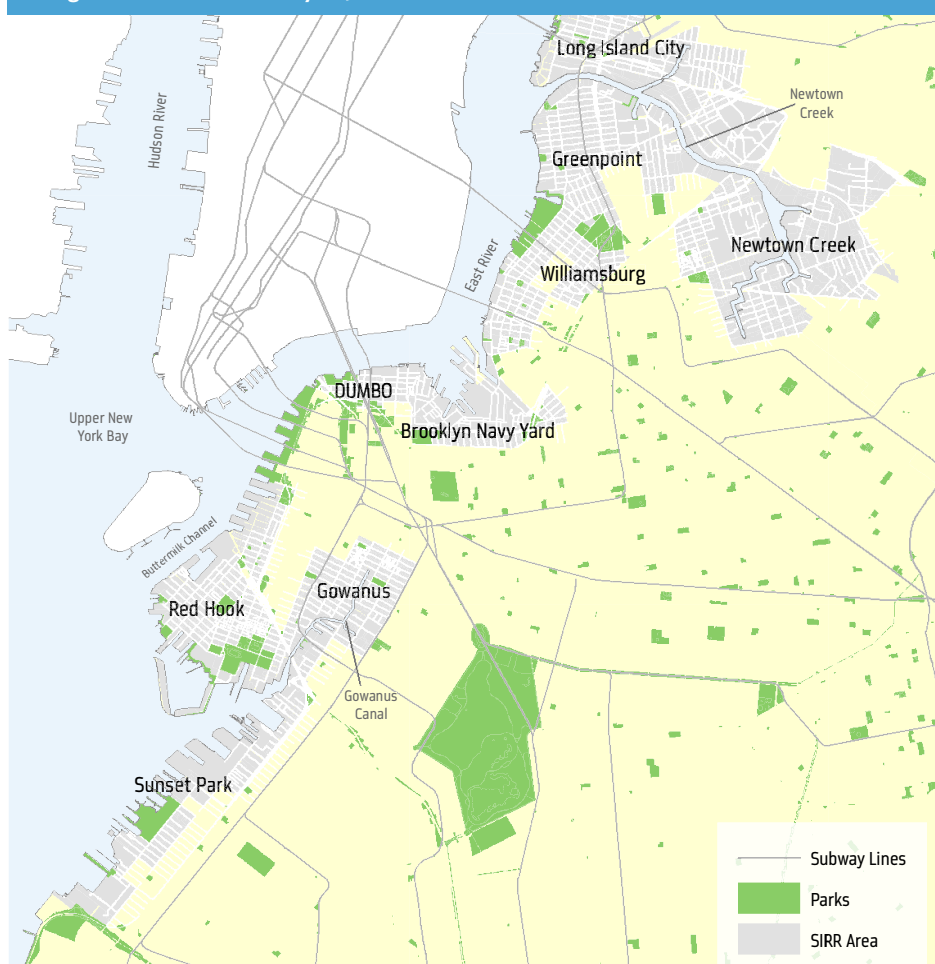 Long Island City
Newtown
Creek
Hudson River
Greenpoint
Newtown Creek
East River
Williamsburg
DUMBO
Upper New
York Bay
Brooklyn Navy Yard
Buttermilk Channel
Gowanus
Red Hook
Gowanus
Canal
Sunset Park
Subway Lines
Parks
SIRR Area